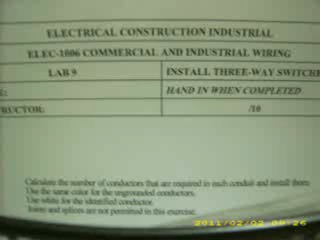 ELECTRICAL CONSTRUCTION INDUSTRIAL
ELEC-1006 COMMERCIAL AND INDUSTRIAL WIRING
LAB 9 INSTALL THREE-WAY SWITCHE
HAND IN WHEN COMPLETED
RUCTOR: /10
Calculate the number of conductors that are required in each conduit and install them.
Use the same color for the ungrounded conductors.
Use white for the identified conductor.
Joints and splices are not permitted in this exercise.
2011/02/02 08:26